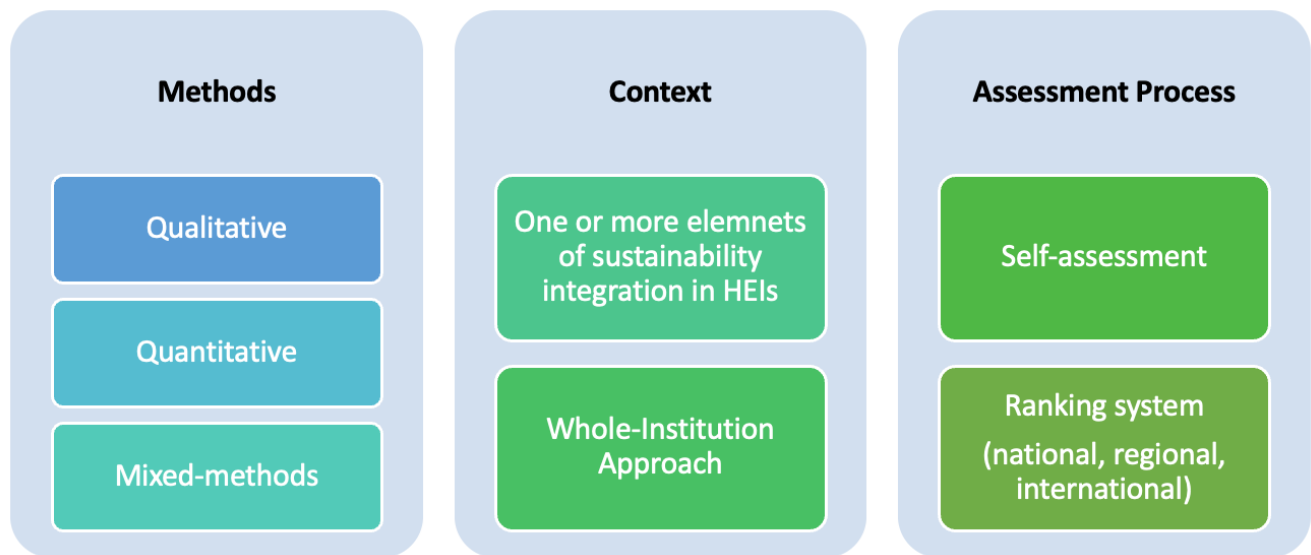 Methods
Qualitative
Quantitative
Mixed-methods
Context
One or more elemnets
of sustainability
integration in HEIs
Whole-Institution
Approach
Assessment Process
Self-assessment
Ranking system
(national, regional,
international)